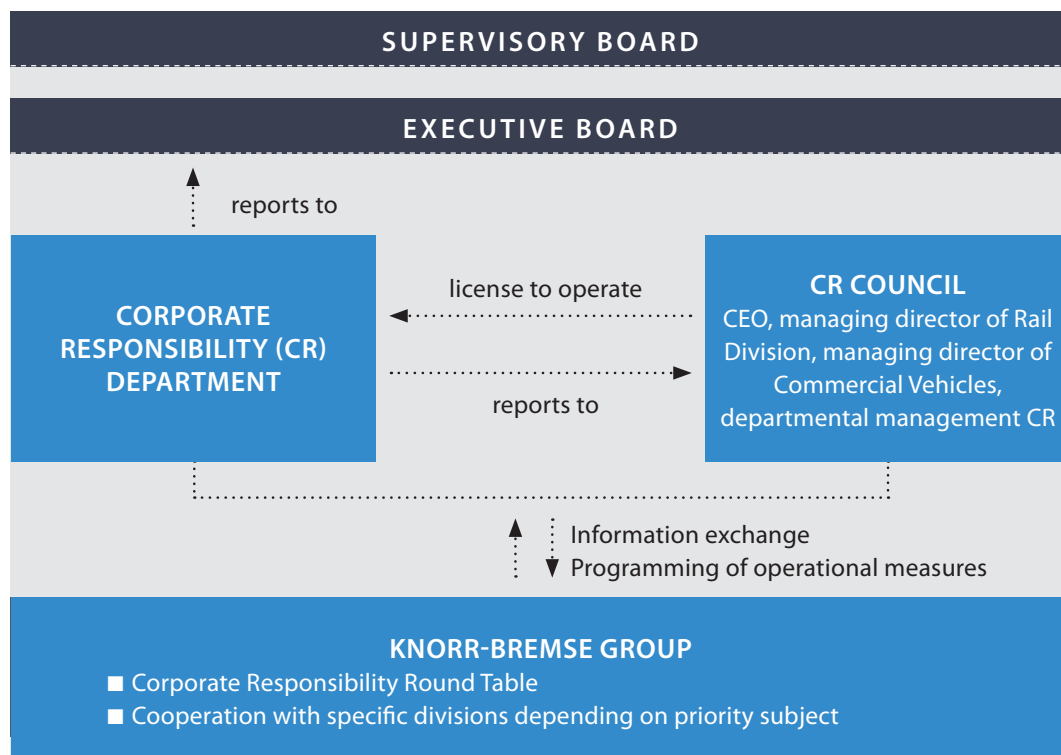 SUPERVISORY BOARD
EXECUTIVE BOARD
reports to
CORPORATE
RESPONSIBILITY (CR)
DEPARTMENT
license to operate
reports to
CR COUNCIL
CEO, managing director of Rail
Division, managing director of
Commercial Vehicles,
departmental management CR
Information exchange
Programming of operational measures
KNORR-BREMSE GROUP
■ Corporate Responsibility Round Table
■ Cooperation with specific divisions depending on priority subject